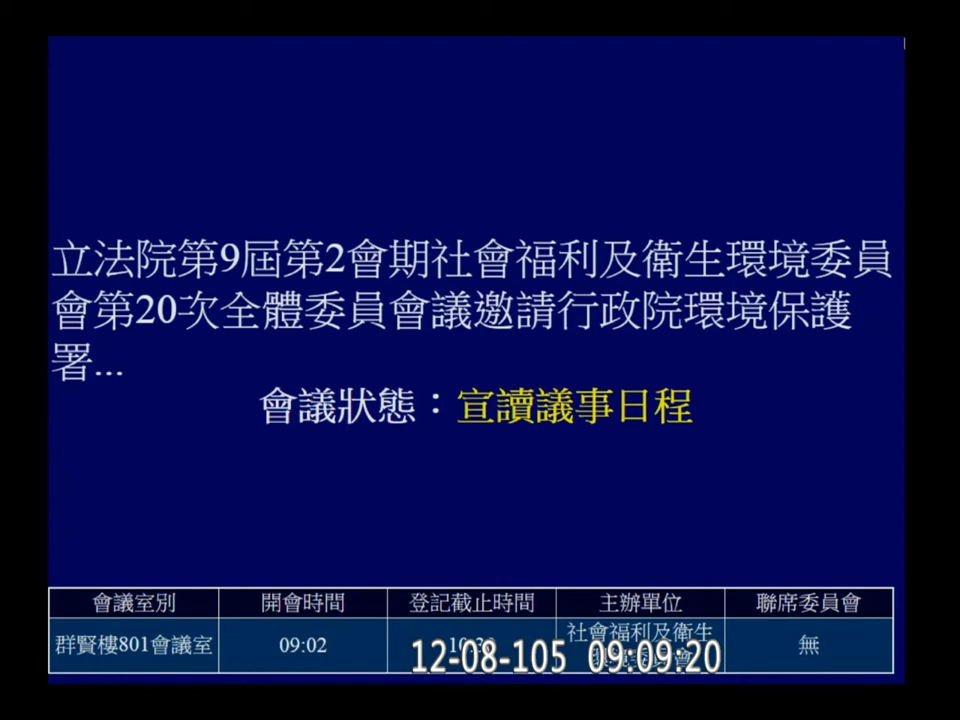 立法院第9屆第2會期社會福利及衛生環境委員
會第20次全體委員會議邀請行政院環境保護
署...
會議狀態：宣讀議事日程
會議室別 開會時間 登記截止時間 主辦單位 聯席委員會
群賢樓801會議室 09:02 社會福利及衛生 無
12-08-105 09:09:20